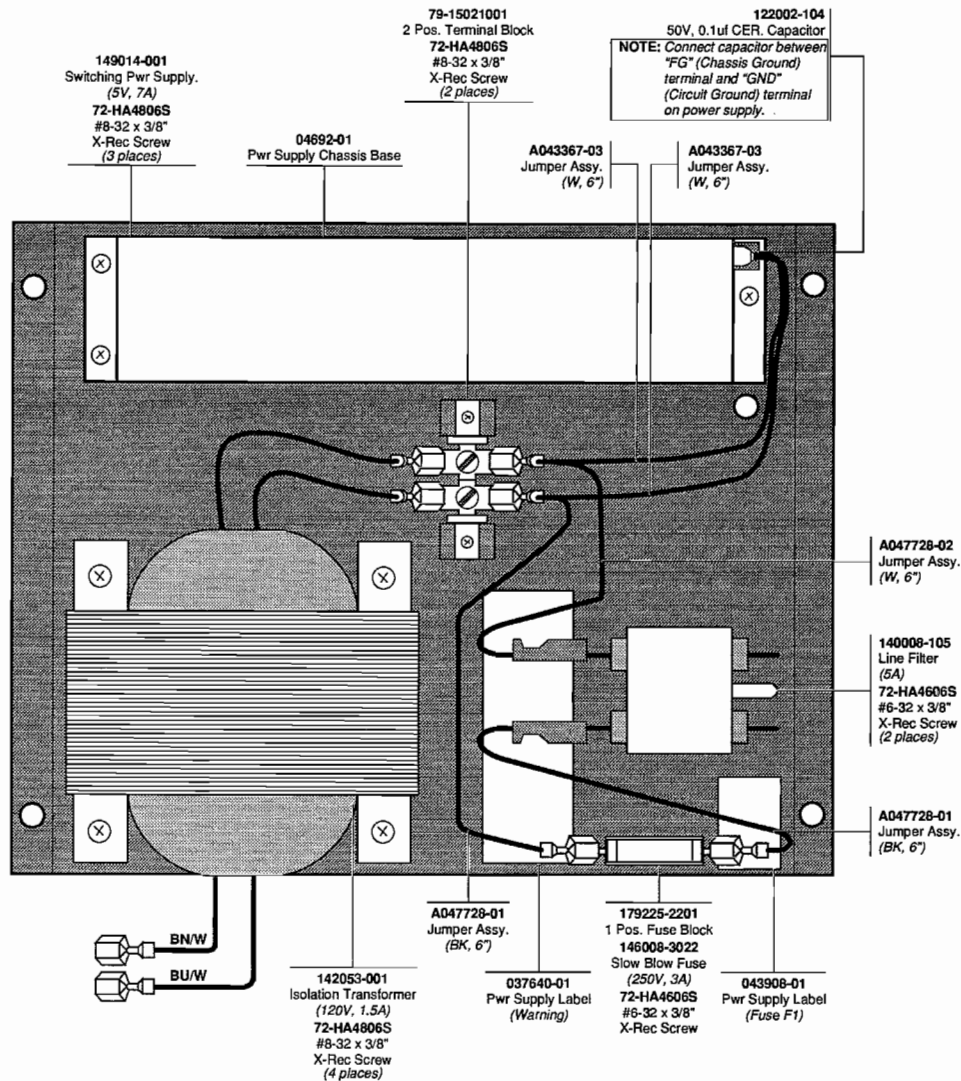 79-15021001
2 Pos. Terminal Block
72-HA4806S
#8-32 x 3/8"
X-Rec Screw
(2 places)
122002-104
50V, 0.1uf CER. Capacitor
NOTE: Connect capacitor between
"FG" (Chassis Ground)
terminal and "GND"
(Circuit Ground) terminal
on power supply.
149014-001
Switching Pwr Supply.
(5V, 7A)
72-HA4806S
#8-32 x 3/8"
X-Rec Screw
(3 places)
04692-01
Pwr Supply Chassis Base
A043367-03
Jumper Assy.
(W, 6")
A043367-03
Jumper Assy.
(W, 6")
A047728-02
Jumper Assy.
(W, 6")
140008-105
Line Filter
(5A)
72-HA4606S
#6-32 x 3/8"
X-Rec Screw
(2 places)
A047728-01
Jumper Assy.
(BK, 6")
BN/W
BU/W
142053-001
Isolation Transformer
(120V, 1.5A)
72-HA4806S
#8-32 x 3/8"
X-Rec Screw
(4 places)
A047728-01
Jumper Assy.
(BK, 6")
037640-01
Pwr Supply Label
(Warning)
179225-2201
1 Pos. Fuse Block
146008-3022
Slow Blow Fuse
(250V, 3A)
72-HA4606S
#6-32 x 3/8"
X-Rec Screw
043908-01
Pwr Supply Label
(Fuse F1)